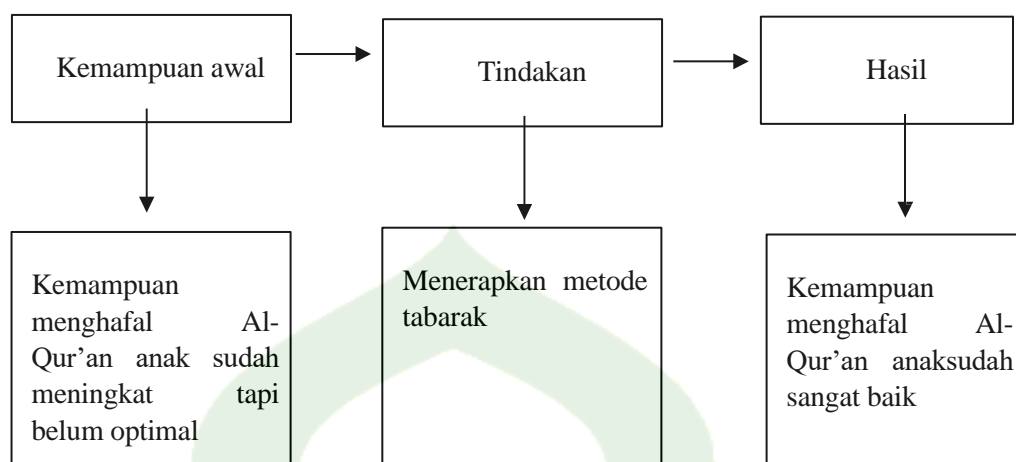 Kemampuan awal
Tindakan
Hasil
Kemampuan
menghafal Al-
Qur’an anak sudah
meningkat tapi
belum optimal
Menerapkan metode
tabarak
Kemampuan
menghafal Al-
Qur’an anaksudah
sangat baik